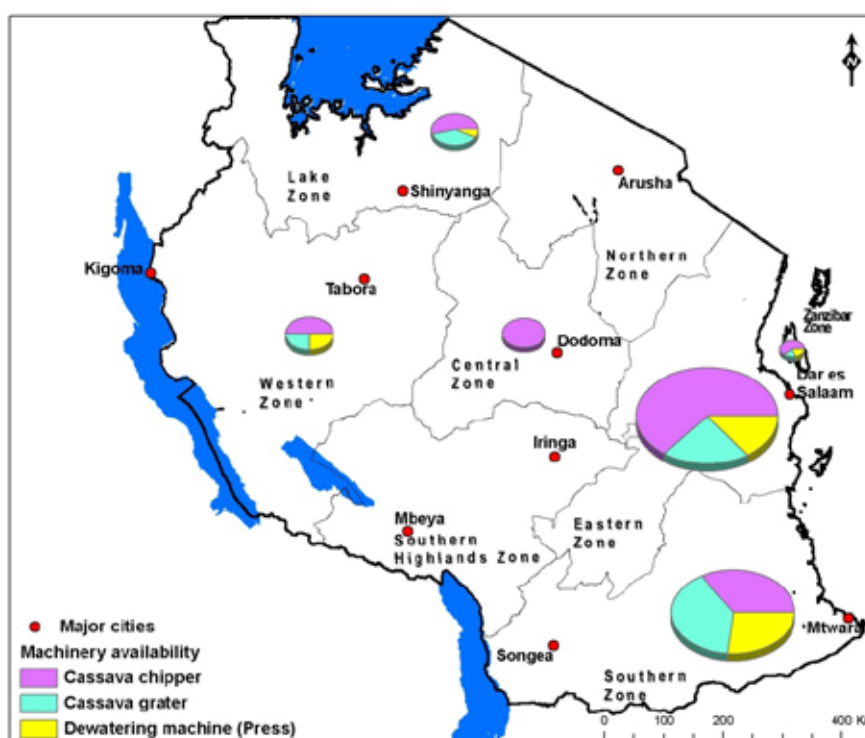 N
Lake
Zone
Shinyanga
Arusha
Kigoma
Northern
Zone
Tabora
Zanzibar
Zone
Dodoma
Central
Zone
Western
Zone
Dar es
Salaam
Iringa
Mbeya
Southern
Highlands Zone
Eastern
Zone
Mtwara
Songea
Southern
Zone
Major cities
Machinery availability
Cassava chipper
Cassava grater
Dewatering machine (Press)
0 100 200 400